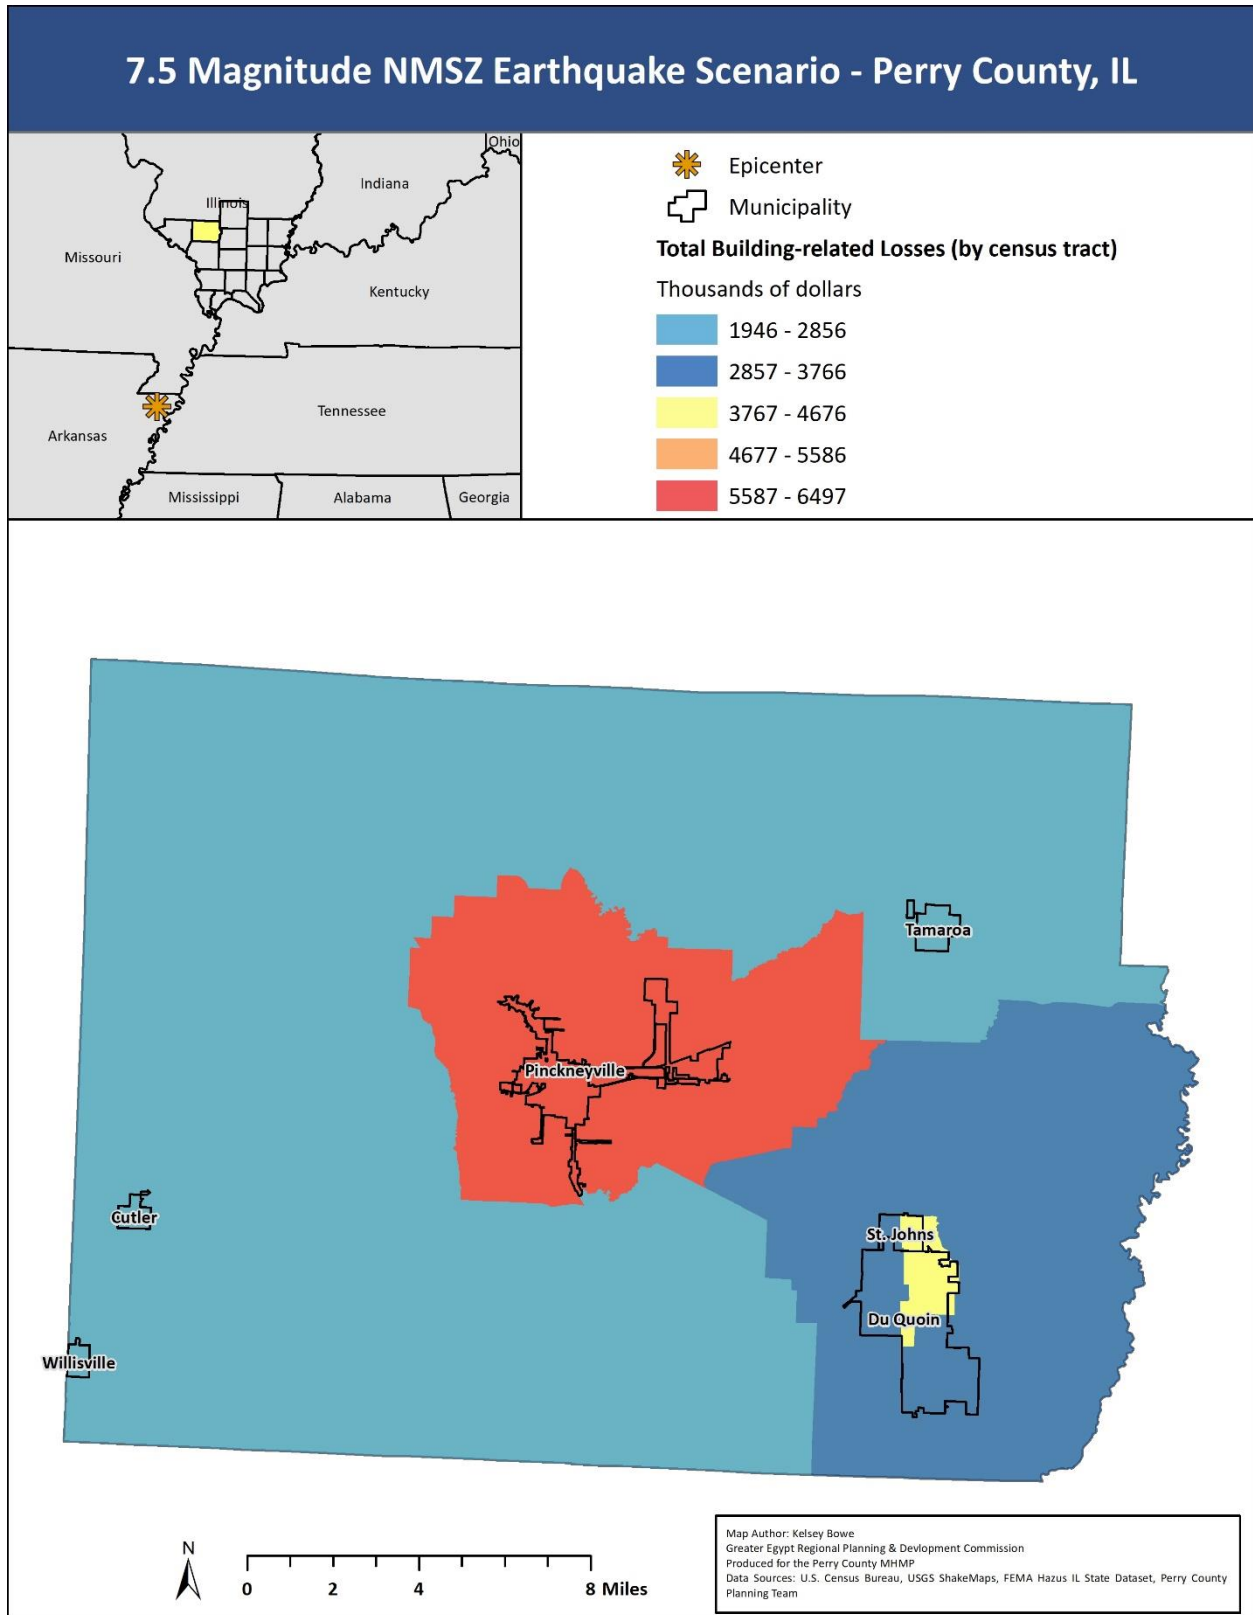 7.5 Magnitude NMSZ Earthquake Scenario - Perry County, IL
Ohio
Indiana
Illinois
Missouri
Kentucky
Tennessee
Arkansas
Mississippi
Alabama
Georgia
Epicenter
Municipality
Total Building-related Losses (by census tract)
Thousands of dollars
1946 - 2856
2857 - 3766
3767 - 4676
4677 - 5586
5587 - 6497
Tamaroa
Pinckneyville
Cutler
St. Johns
Du Quoin
Willisville
N
0 2 4 8 Miles
Map Author: Kelsey Bowe
Greater Egypt Regional Planning & Devlopment Commission
Produced for the Perry County MHMP
Data Sources: U.S. Census Bureau, USGS ShakeMaps, FEMA Hazus IL State Dataset, Perry County
Planning Team